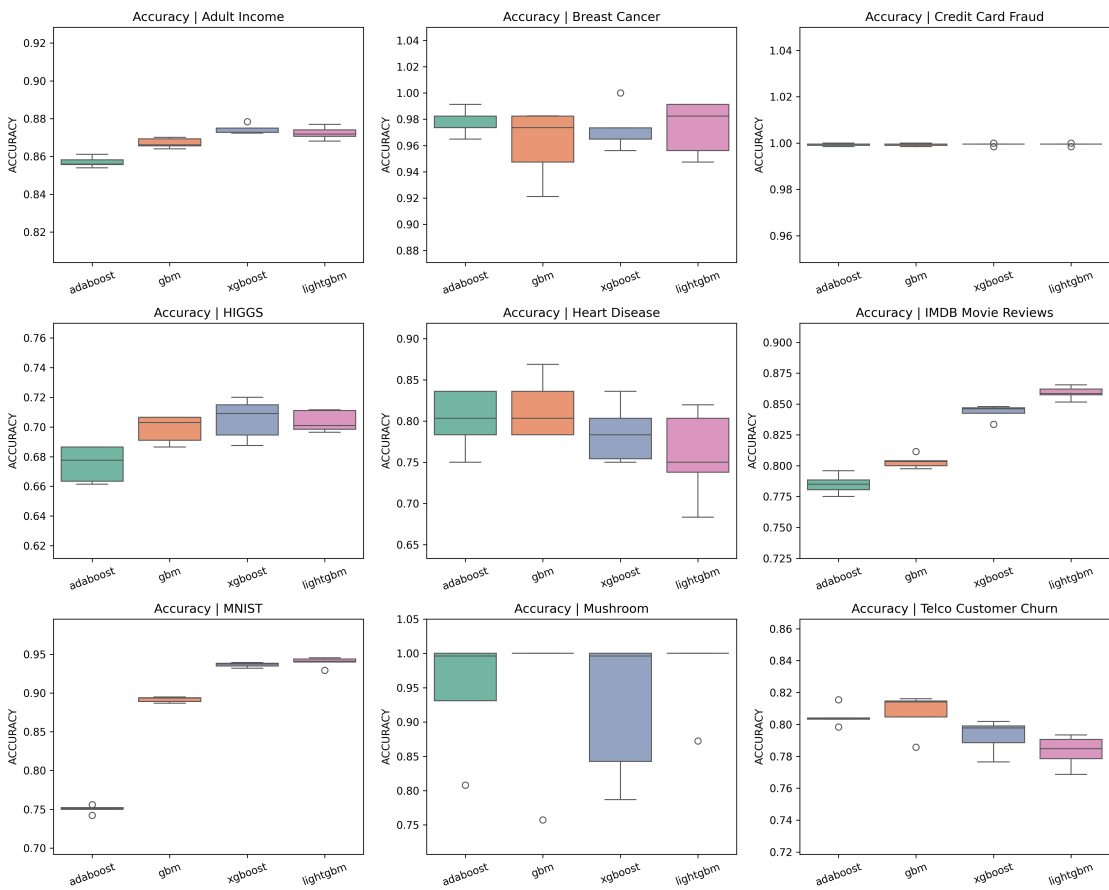 Accuracy | Adult Income
0.92
0.90
0.88
0.86
0.84
0.82
ACCURACY
adaboost
gbm
xgboost
lightgbm
Accuracy | Breast Cancer
1.04
1.02
1.00
0.98
0.96
0.94
0.92
0.90
0.88
ACCURACY
adaboost
gbm
xgboost
lightgbm
Accuracy | Credit Card Fraud
1.04
1.02
1.00
0.98
0.96
ACCURACY
adaboost
gbm
xgboost
lightgbm
Accuracy | HIGGS
0.76
0.74
0.72
0.70
0.68
0.66
0.64
0.62
ACCURACY
adaboost
gbm
xgboost
lightgbm
Accuracy | Heart Disease
0.90
0.85
0.80
0.75
0.70
0.65
ACCURACY
adaboost
gbm
xgboost
lightgbm
Accuracy | IMDB Movie Reviews
0.900
0.875
0.850
0.825
0.800
0.775
0.750
0.725
ACCURACY
adaboost
gbm
xgboost
lightgbm
Accuracy | MNIST
0.95
0.90
0.85
0.80
0.75
0.70
ACCURACY
adaboost
gbm
xgboost
lightgbm
Accuracy | Mushroom
1.05
1.00
0.95
0.90
0.85
0.80
0.75
ACCURACY
adaboost
gbm
xgboost
lightgbm
Accuracy | Telco Customer Churn
0.86
0.84
0.82
0.80
0.78
0.76
0.74
0.72
ACCURACY
adaboost
gbm
xgboost
lightgbm